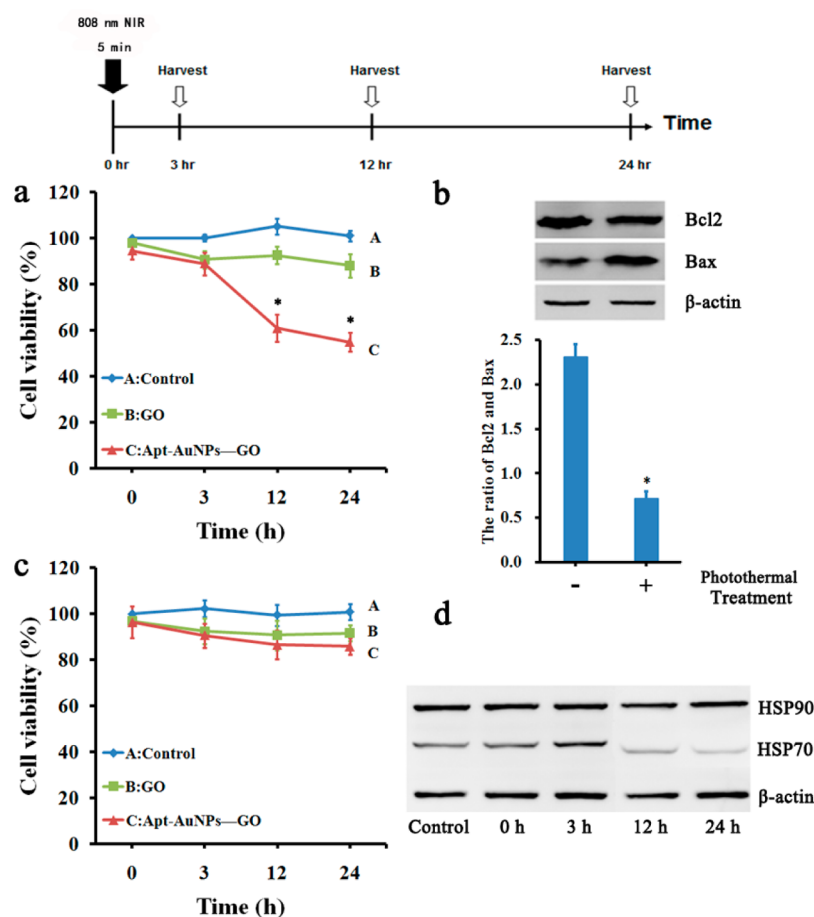 808 nm NIR
5 min
Harvest Harvest Harvest
Time
0 hr 3 hr 12 hr 24 hr
a
120
100
80
60
40
20
0
Cell viability (%)
A
B
*
*
C
A:Control
B:GO
C:Apt-AuNPs—GO
0 3 12 24
Time (h)
b
Bcl2
Bax
β-actin
2.5
2.0
1.5
1.0
0.5
0.0
The ratio of Bcl2 and Bax
*
- +
Photothermal
Treatment
c
120
100
80
60
40
20
0
Cell viability (%)
A
B
C
A:Control
B:GO
C:Apt-AuNPs—GO
0 3 12 24
Time (h)
d
HSP90
HSP70
β-actin
Control 0 h 3 h 12 h 24 h